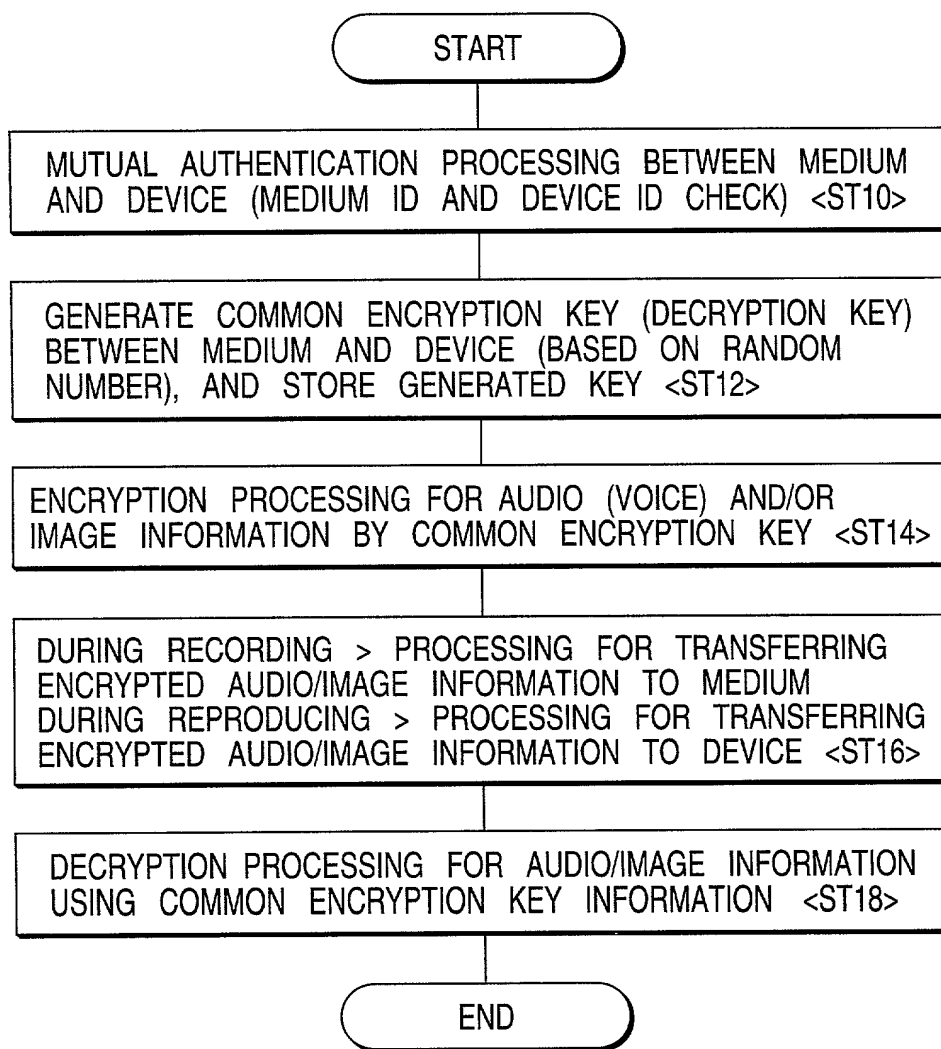 START
MUTUAL AUTHENTICATION PROCESSING BETWEEN MEDIUM
AND DEVICE (MEDIUM ID AND DEVICE ID CHECK) <ST10>
GENERATE COMMON ENCRYPTION KEY (DECRYPTION KEY)
BETWEEN MEDIUM AND DEVICE (BASED ON RANDOM
NUMBER), AND STORE GENERATED KEY <ST12>
ENCRYPTION PROCESSING FOR AUDIO (VOICE) AND/OR
IMAGE INFORMATION BY COMMON ENCRYPTION KEY <ST14>
DURING RECORDING > PROCESSING FOR TRANSFERRING
ENCRYPTED AUDIO/IMAGE INFORMATION TO MEDIUM
DURING REPRODUCING > PROCESSING FOR TRANSFERRING
ENCRYPTED AUDIO/IMAGE INFORMATION TO DEVICE <ST16>
DECRYPTION PROCESSING FOR AUDIO/IMAGE INFORMATION
USING COMMON ENCRYPTION KEY INFORMATION <ST18>
END